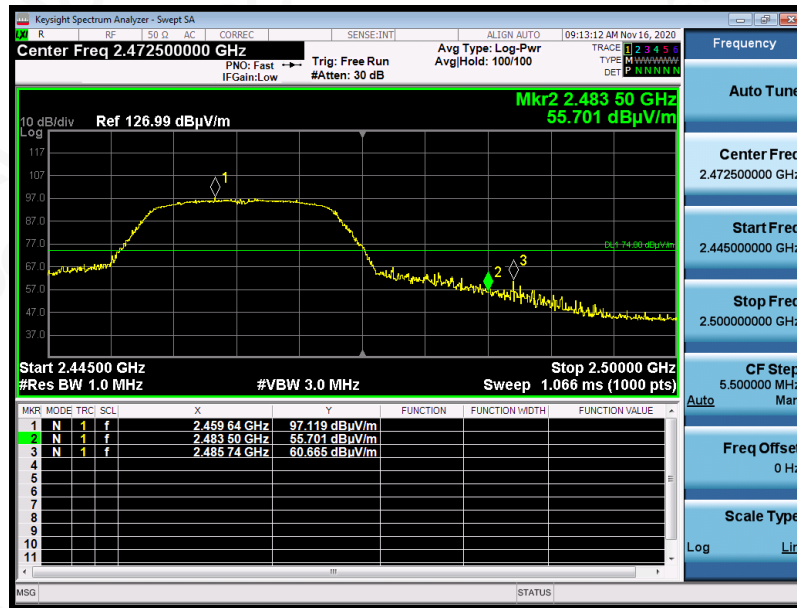 Keysight Spectrum Analyzer - Swept SA
LXI R RF 50 Ω AC CORREC SENSE:INT ALIGN AUTO 09:13:12 AM Nov 16, 2020
Center Freq 2.472500000 GHz
PNO: Fast
IFGain:Low
Trig: Free Run
#Atten: 30 dB
Avg Type: Log-Pwr
Avg|Hold: 100/100
TRACE 1 2 3 4 5 6
TYPE M WWWWW
DET P N N N N N
Mkr2 2.483 50 GHz
55.701 dBµV/m
10 dB/div Ref 126.99 dBµV/m
Log
117
107
97.0
87.0
77.0
67.0
57.0
47.0
37.0
1
2
3
DL1 74.00 dBµV/m
Start 2.44500 GHz Stop 2.50000 GHz
#Res BW 1.0 MHz #VBW 3.0 MHz Sweep 1.066 ms (1000 pts)
MKR MODE TRC SCL X Y FUNCTION FUNCTION WIDTH FUNCTION VALUE
1 N 1 f 2.459 64 GHz 97.119 dBµV/m
2 N 1 f 2.483 50 GHz 55.701 dBµV/m
3 N 1 f 2.485 74 GHz 60.665 dBµV/m
4
5
6
7
8
9
10
11
MSG STATUS
Frequency
Auto Tune
Center Freq
2.472500000 GHz
Start Freq
2.445000000 GHz
Stop Freq
2.500000000 GHz
CF Step
5.500000 MHz
Auto Man
Freq Offset
0 Hz
Scale Type
Log Lin